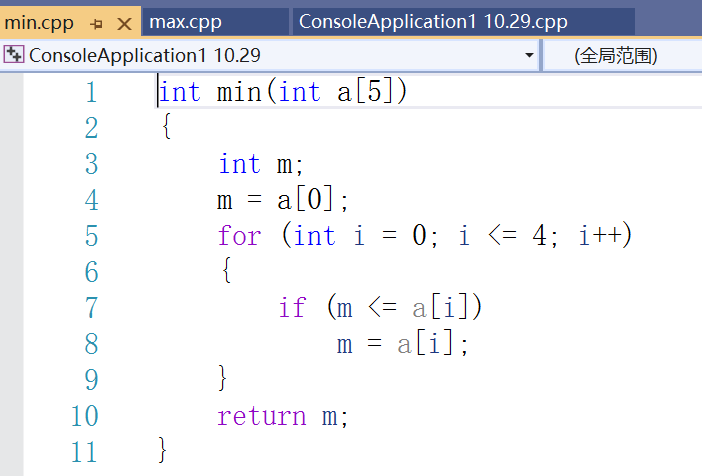 min.cpp max.cpp ConsoleApplication1 10.29.cpp
ConsoleApplication1 10.29 (全局范围)
1 int min(int a[5])
2 {
3     int m;
4     m = a[0];
5     for (int i = 0; i <= 4; i++)
6     {
7         if (m <= a[i])
8             m = a[i];
9     }
10     return m;
11 }